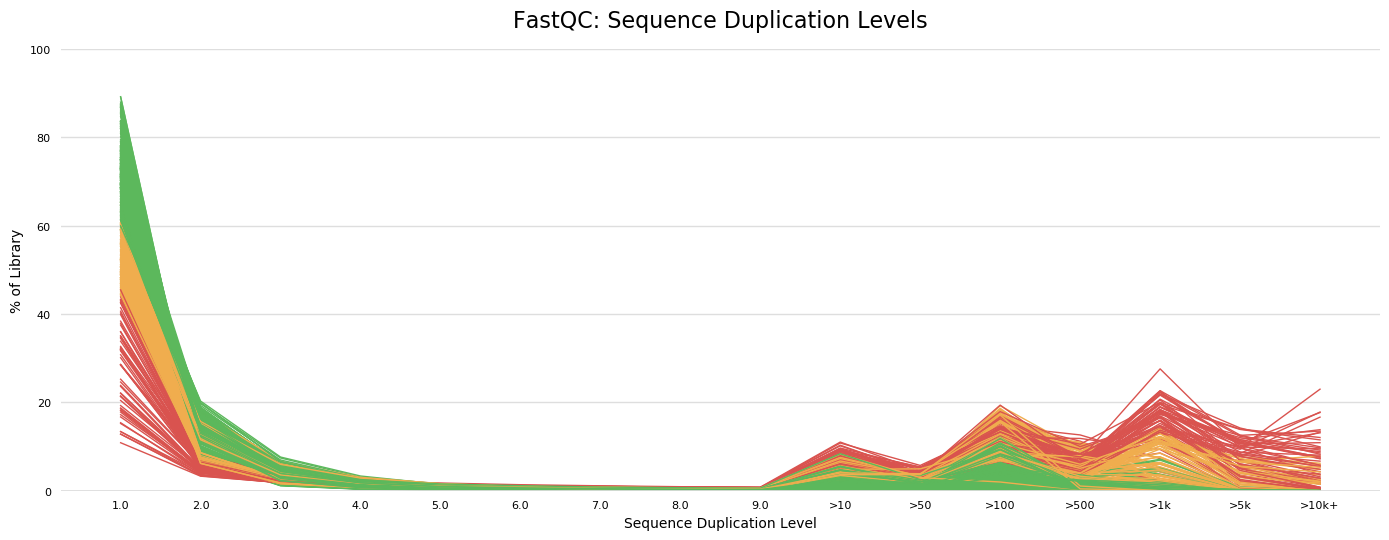 FastQC: Sequence Duplication Levels
100
80
60
40
20
0
% of Library
1.0 2.0 3.0 4.0 5.0 6.0 7.0 8.0 9.0 >10 >50 >100 >500 >1k >5k >10k+
Sequence Duplication Level